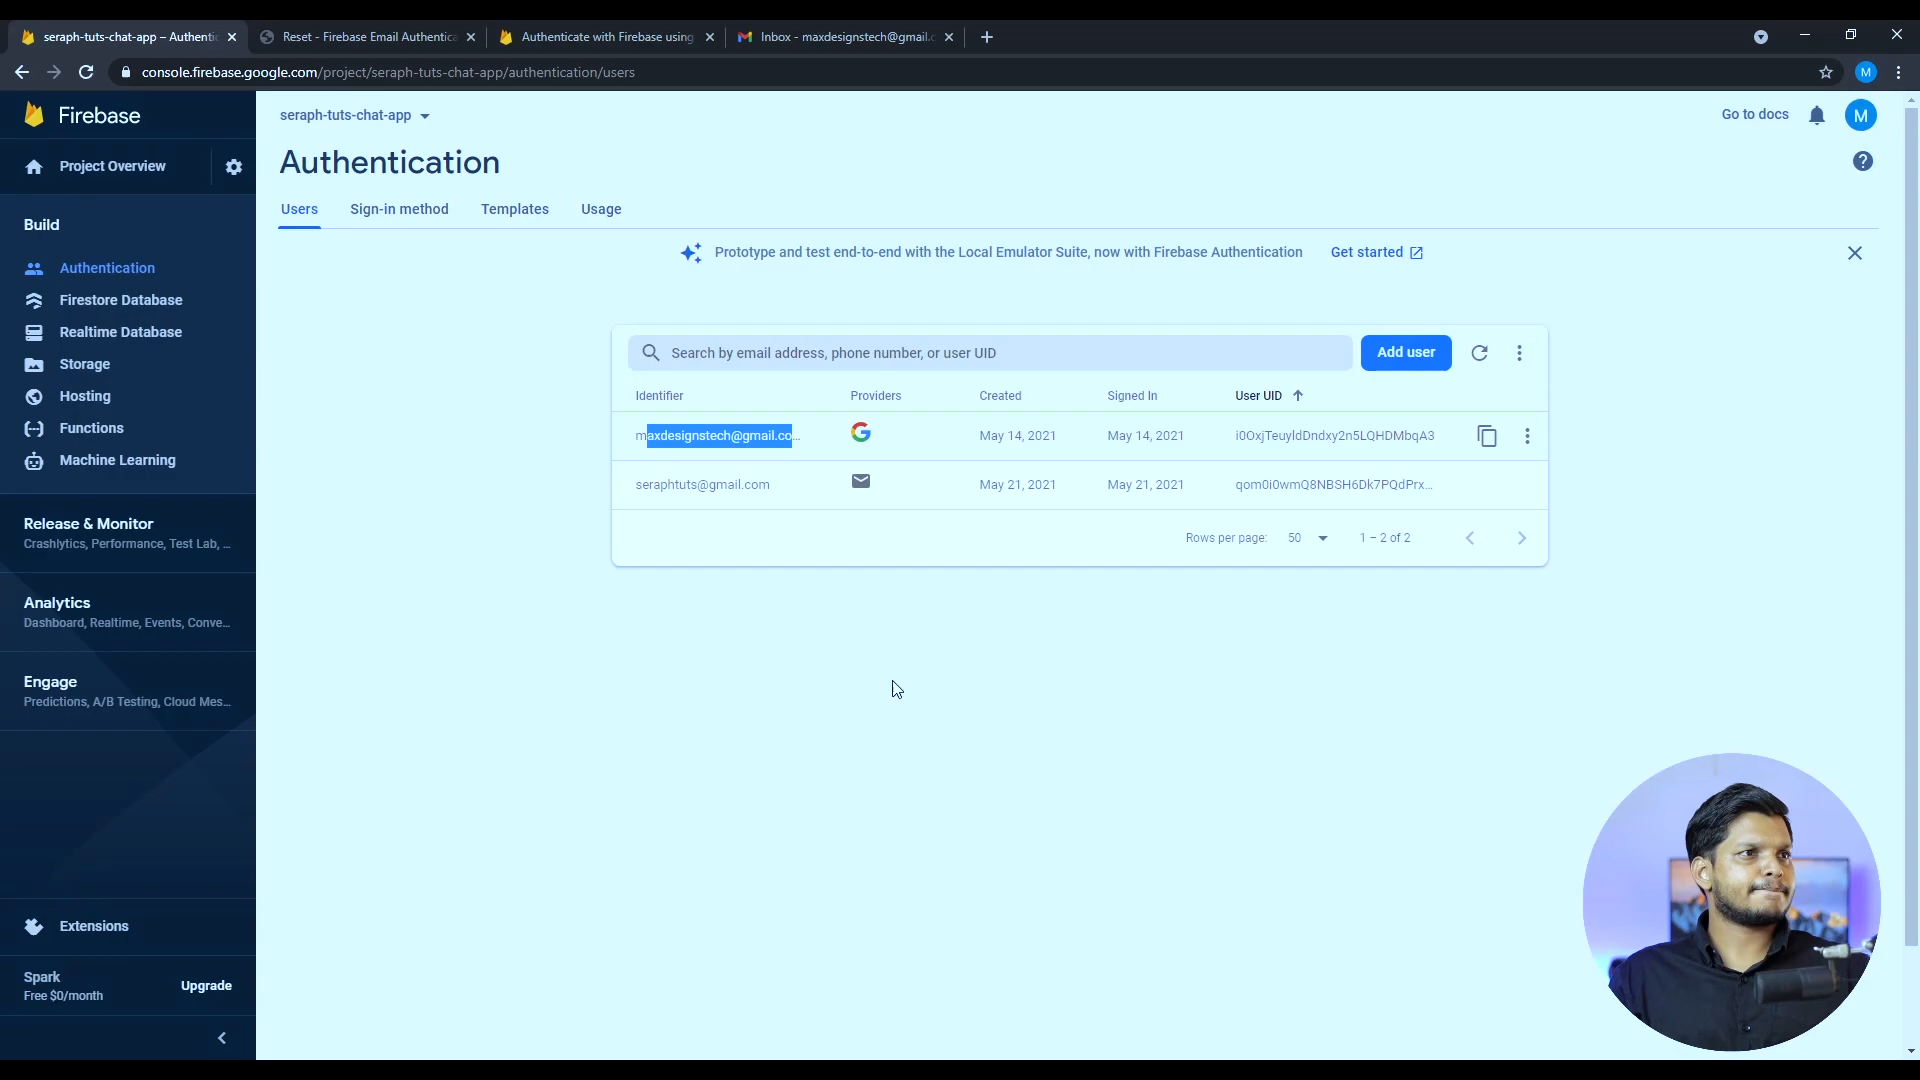 seraph-tuts-chat-app – Authentic
Reset - Firebase Email Authentica
Authenticate with Firebase using
Inbox - maxdesignstech@gmail.c
console.firebase.google.com/project/seraph-tuts-chat-app/authentication/users
M
Firebase
seraph-tuts-chat-app
Go to docs
M
Project Overview
Authentication
Users
Sign-in method
Templates
Usage
Build
Prototype and test end-to-end with the Local Emulator Suite, now with Firebase Authentication
Get started
Authentication
Firestore Database
Realtime Database
Storage
Hosting
Functions
Machine Learning
Search by email address, phone number, or user UID
Add user
Identifier
Providers
Created
Signed In
User UID
maxdesignstech@gmail.co...
May 14, 2021
May 14, 2021
i0OxjTeuyldDndxy2n5LQHDMbqA3
seraphtuts@gmail.com
May 21, 2021
May 21, 2021
qom0i0wmQ8NBSH6Dk7PQdPrx...
Rows per page:
50
1 – 2 of 2
Release & Monitor
Crashlytics, Performance, Test Lab, ...
Analytics
Dashboard, Realtime, Events, Conve...
Engage
Predictions, A/B Testing, Cloud Mes...
Extensions
Spark
Free $0/month
Upgrade